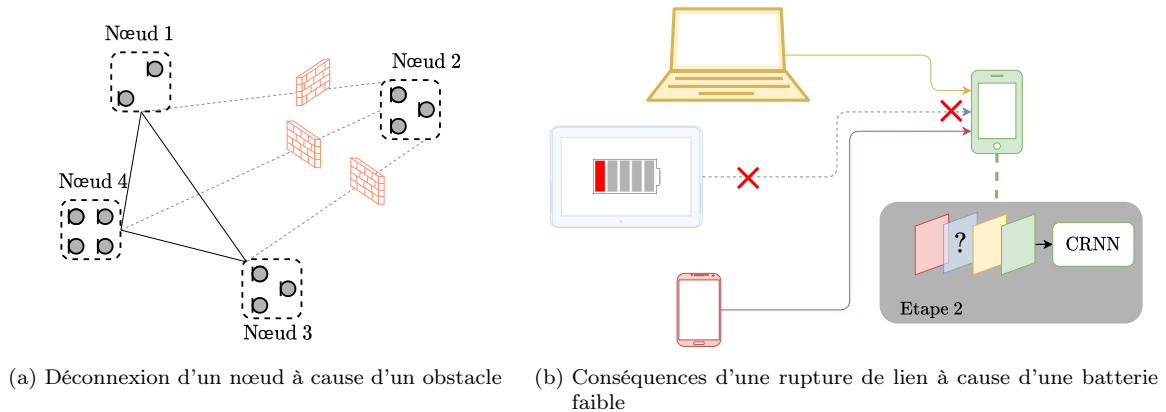 Nœud 1
Nœud 2
Nœud 4
Nœud 3
(a) Déconnexion d'un nœud à cause d'un obstacle
?
CRNN
Etape 2
(b) Conséquences d'une rupture de lien à cause d'une batterie
faible